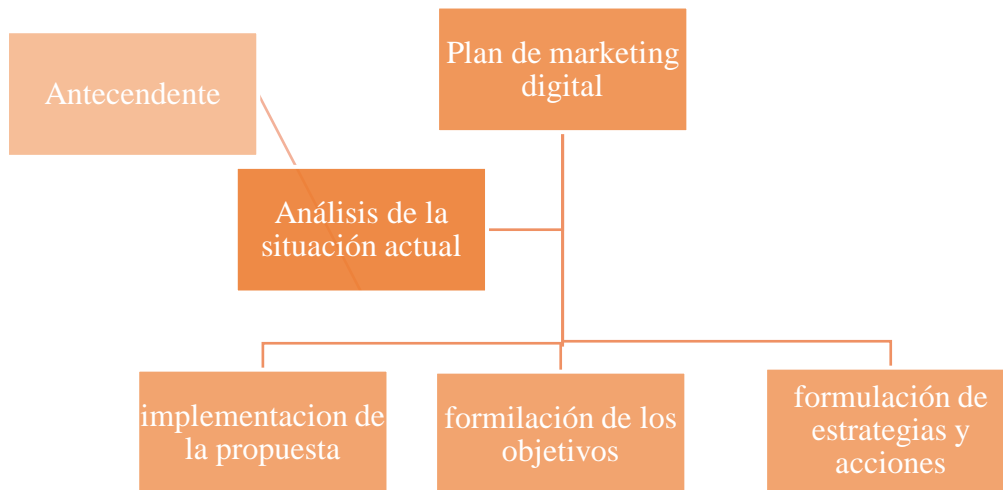 Plan de marketing
digital
Antecendente
Análisis de la
situación actual
implementacion de
la propuesta
formilación de los
objetivos
formulación de
estrategias y
acciones